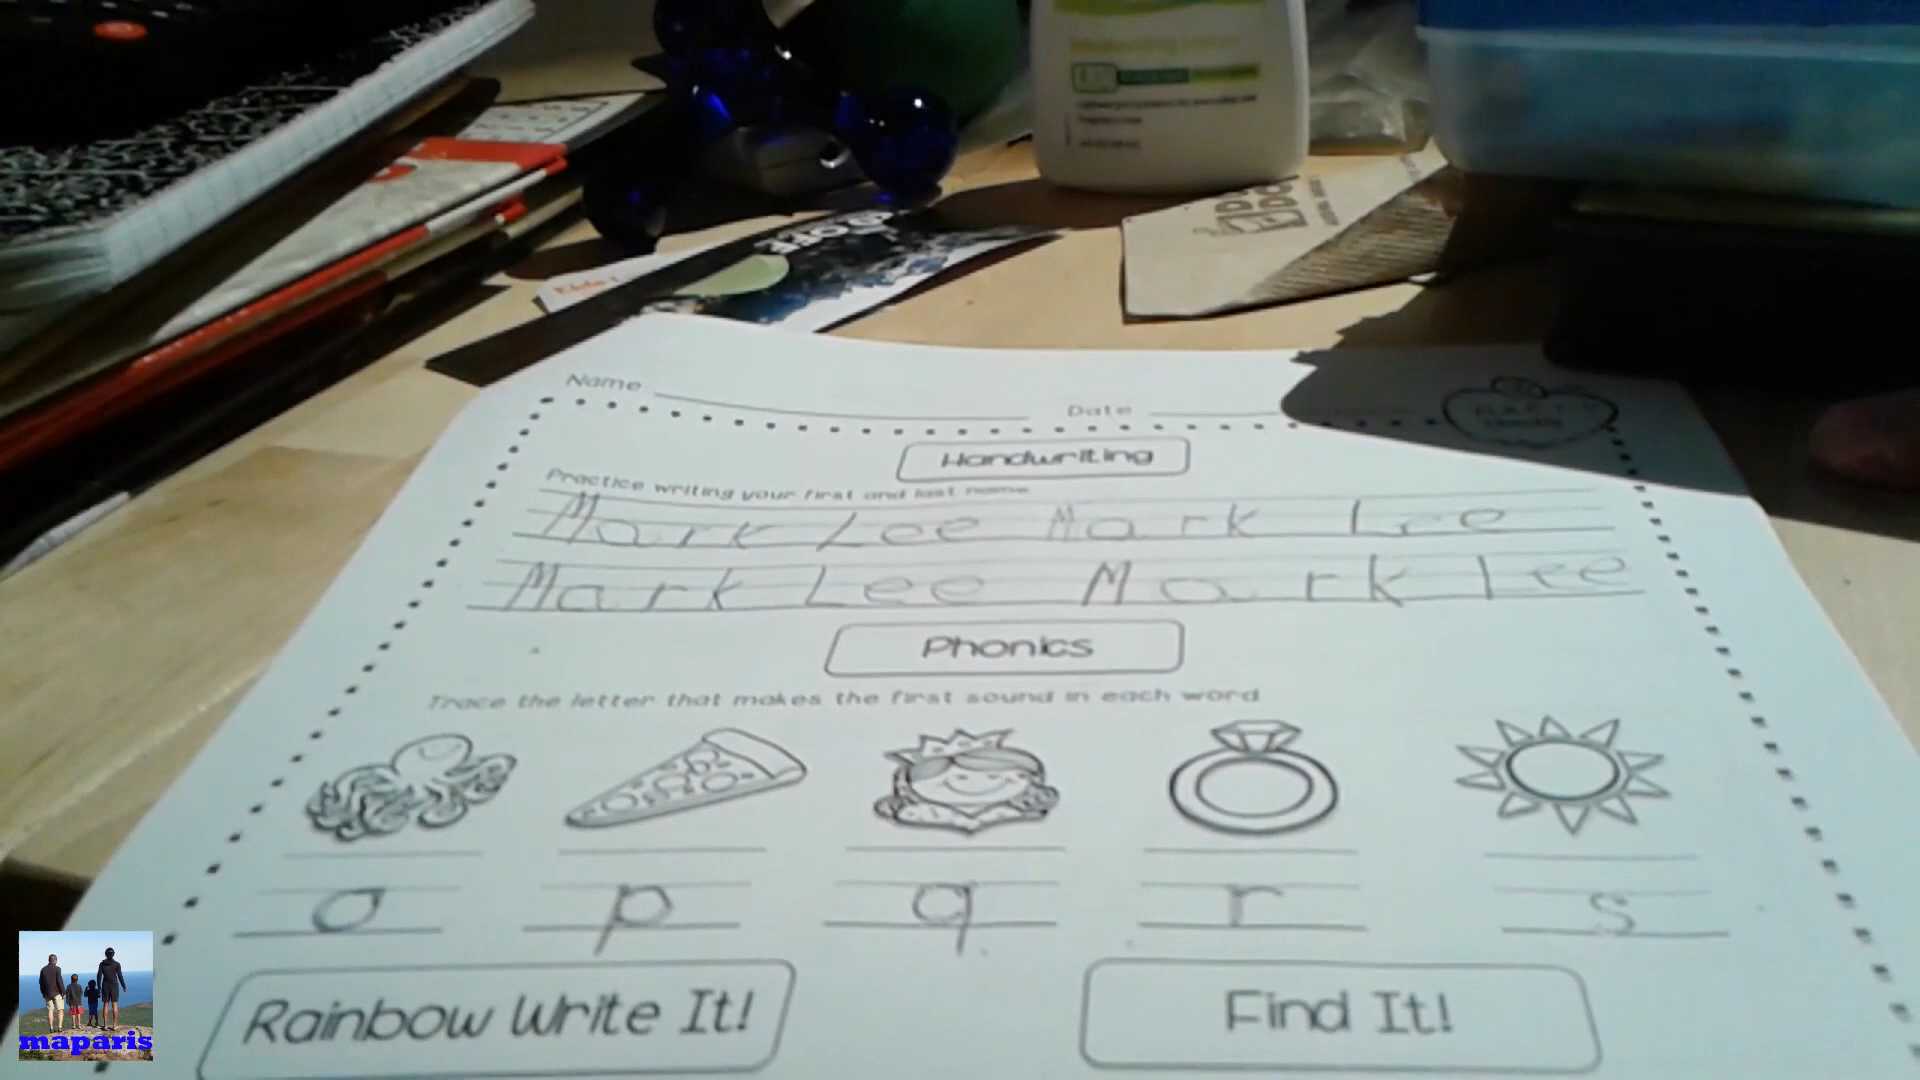 OFF
Name Date
Handwriting
Practice writing your first and last name
Mark Lee Mark Lee
Mark Lee Mark Lee
Phonics
Trace the letter that makes the first sound in each word
o p q r s
Rainbow Write It! Find It!
maparis